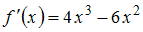 f′(x) = 4x³ − 6x²